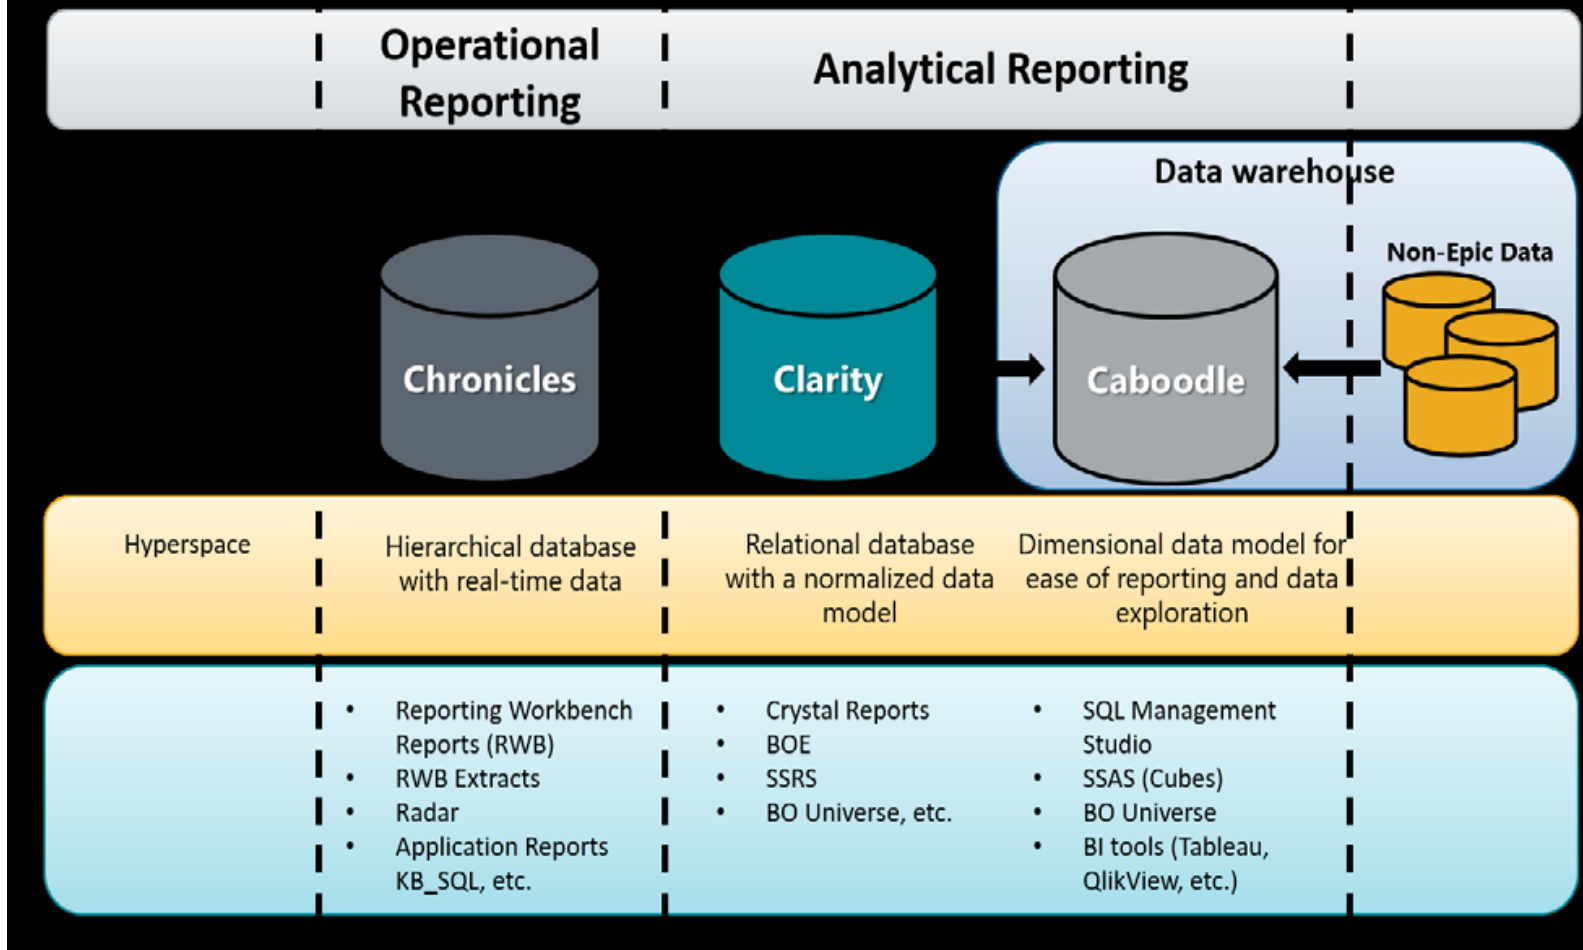 Operational
Reporting
Analytical Reporting
Data warehouse
Non-Epic Data
Chronicles
Clarity
Caboodle
Hyperspace
Hierarchical database
with real-time data
Relational database
with a normalized data
model
Dimensional data model for
ease of reporting and data
exploration
• Reporting Workbench
Reports (RWB)
• RWB Extracts
• Radar
• Application Reports
KB_SQL, etc.
• Crystal Reports
• BOE
• SSRS
• BO Universe, etc.
• SQL Management
Studio
• SSAS (Cubes)
• BO Universe
• BI tools (Tableau,
QlikView, etc.)